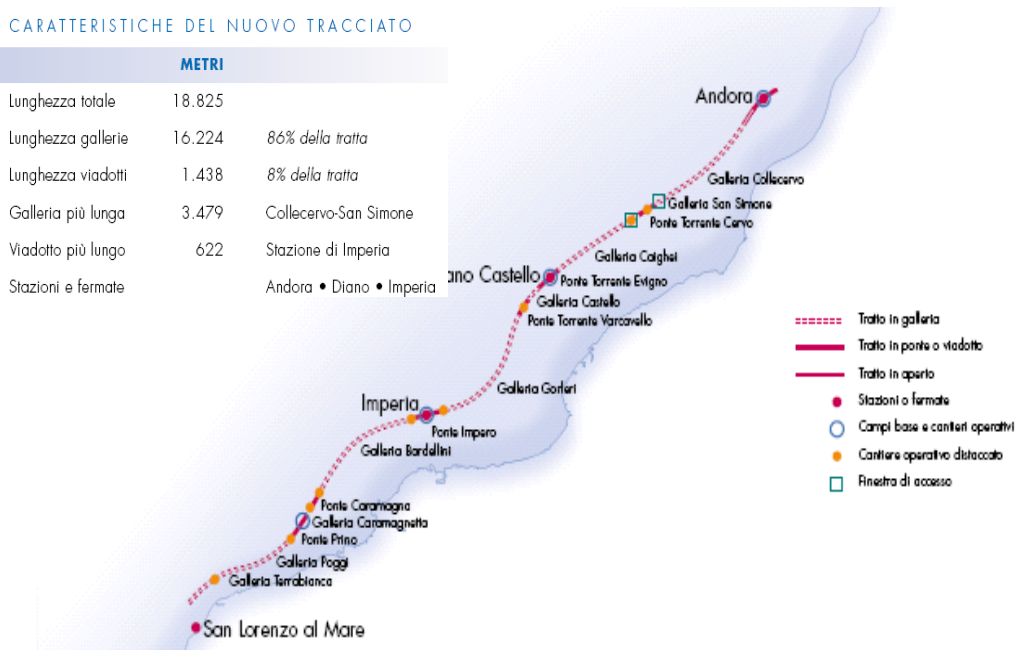 CARATTERISTICHE DEL NUOVO TRACCIATO
METRI
Lunghezza totale 18.825
Lunghezza gallerie 16.224 86% della tratta
Lunghezza viadotti 1.438 8% della tratta
Galleria più lunga 3.479 Collecervo-San Simone
Viadotto più lungo 622 Stazione di Imperia
Stazioni e fermate Andora • Diano • Imperia
Andora
Galleria Collecervo
Galleria San Simone
Ponte Torrente Cervo
Galleria Caighei
ano Castello
Ponte Torrente Evigno
Galleria Castello
Ponte Torrente Varcavello
Galleria Gorleri
Imperia
Ponte Impero
Galleria Bardellini
Ponte Caramagna
Galleria Caramagnetta
Ponte Prino
Galleria Poggi
Galleria Terrabianca
San Lorenzo al Mare
Tratto in galleria
Tratto in ponte o viadotto
Tratto in aperto
Stazioni o fermate
Campi base e cantieri operativi
Cantiere operativo distaccato
Finestra di accesso